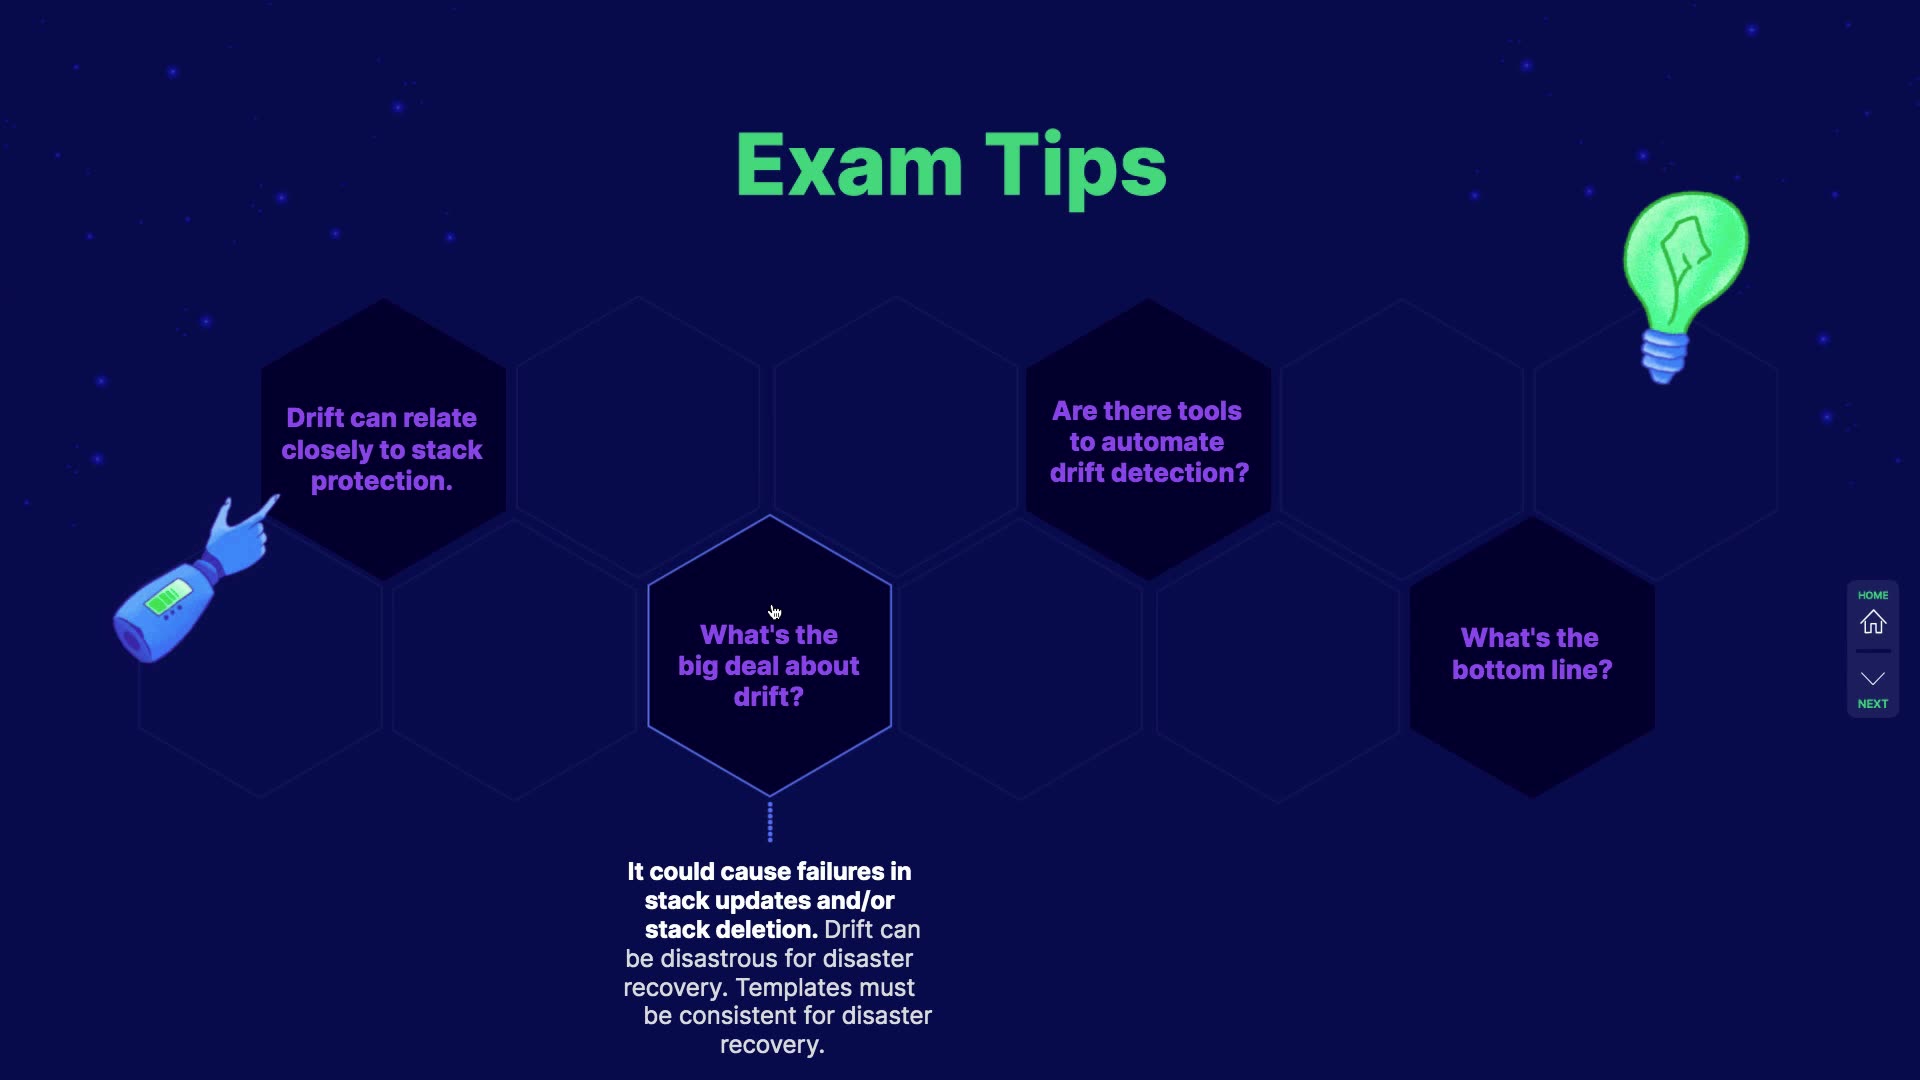 Exam Tips
Drift can relate
closely to stack
protection.
Are there tools
to automate
drift detection?
What's the
big deal about
drift?
What's the
bottom line?
HOME
NEXT
It could cause failures in
stack updates and/or
stack deletion. Drift can
be disastrous for disaster
recovery. Templates must
be consistent for disaster
recovery.